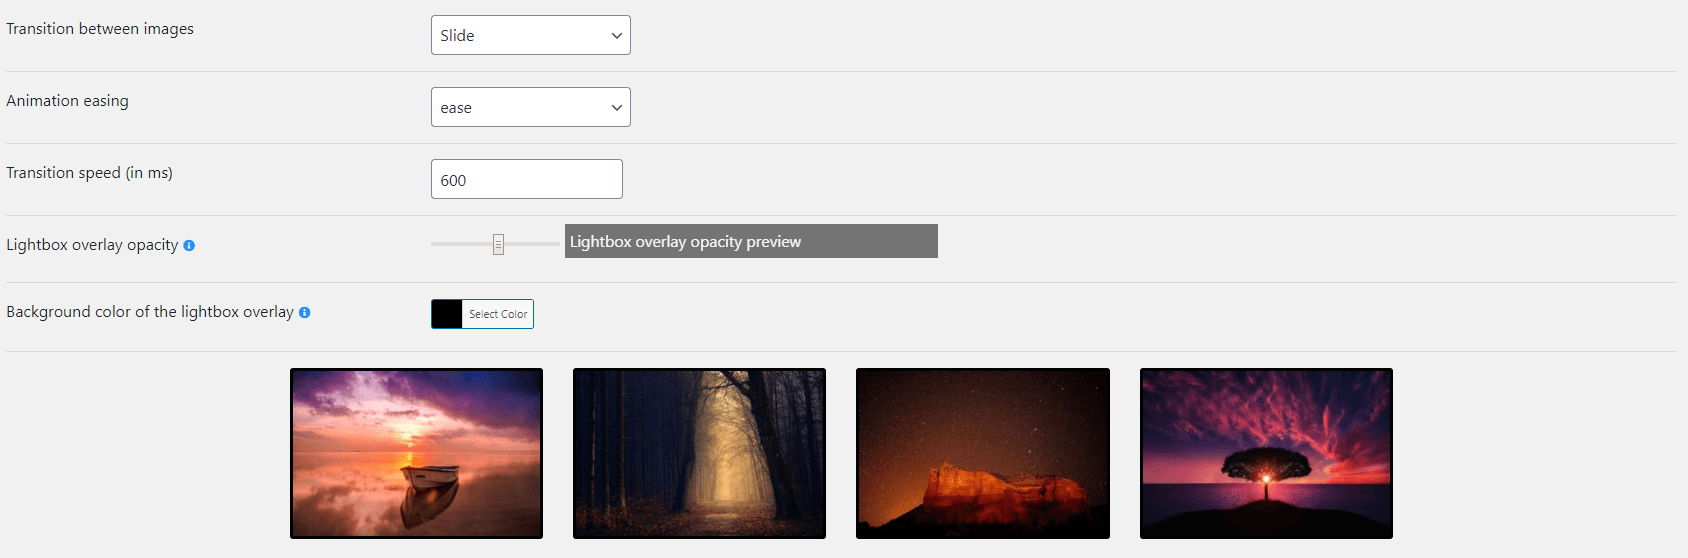 Transition between images
Slide
Animation easing
ease
Transition speed (in ms)
600
Lightbox overlay opacity
Lightbox overlay opacity preview
Background color of the lightbox overlay
Select Color